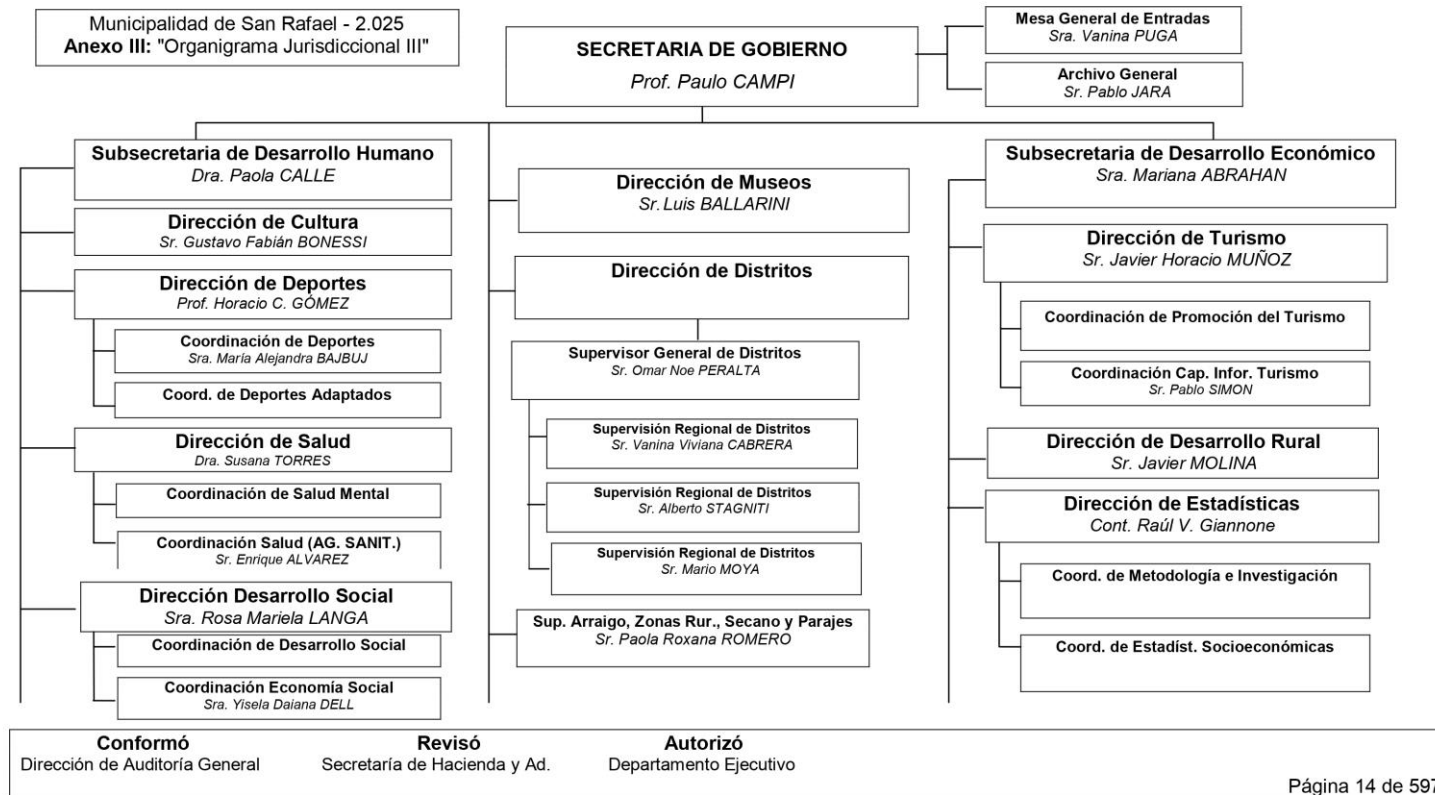 Municipalidad de San Rafael - 2.025
Anexo III: "Organigrama Jurisdiccional III"
SECRETARIA DE GOBIERNO
Prof. Paulo CAMPI
Mesa General de Entradas
Sra. Vanina PUGA
Archivo General
Sr. Pablo JARA
Subsecretaria de Desarrollo Humano
Dra. Paola CALLE
Dirección de Cultura
Sr. Gustavo Fabián BONESSI
Dirección de Deportes
Prof. Horacio C. GÓMEZ
Coordinación de Deportes
Sra. María Alejandra BAJBUJ
Coord. de Deportes Adaptados
Dirección de Salud
Dra. Susana TORRES
Coordinación de Salud Mental
Coordinación Salud (AG. SANIT.)
Sr. Enrique ALVAREZ
Dirección Desarrollo Social
Sra. Rosa Mariela LANGA
Coordinación de Desarrollo Social
Coordinación Economía Social
Sra. Yisela Daiana DELL
Dirección de Museos
Sr. Luis BALLARINI
Dirección de Distritos
Supervisor General de Distritos
Sr. Omar Noe PERALTA
Supervisión Regional de Distritos
Sr. Vanina Viviana CABRERA
Supervisión Regional de Distritos
Sr. Alberto STAGNITI
Supervisión Regional de Distritos
Sr. Mario MOYA
Sup. Arraigo, Zonas Rur., Secano y Parajes
Sr. Paola Roxana ROMERO
Subsecretaria de Desarrollo Económico
Sra. Mariana ABRAHAN
Dirección de Turismo
Sr. Javier Horacio MUÑOZ
Coordinación de Promoción del Turismo
Coordinación Cap. Infor. Turismo
Sr. Pablo SIMON
Dirección de Desarrollo Rural
Sr. Javier MOLINA
Dirección de Estadísticas
Cont. Raúl V. Giannone
Coord. de Metodología e Investigación
Coord. de Estadíst. Socioeconómicas
Conformó Revisó Autorizó
Dirección de Auditoría General Secretaría de Hacienda y Ad. Departamento Ejecutivo
Página 14 de 597